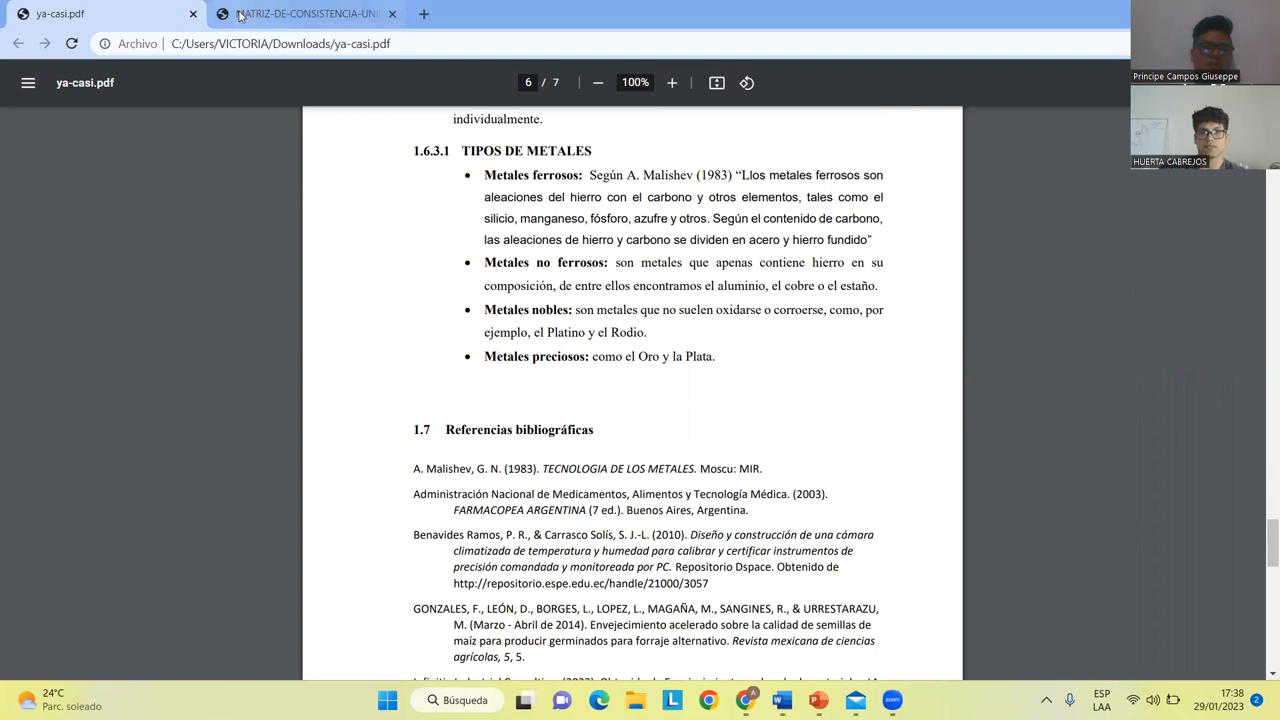 ya-casi.pdf
MATRIZ-DE-CONSISTENCIA-UNI
Archivo
C:/Users/VICTORIA/Downloads/ya-casi.pdf
Principe Campos Giuseppe
HUERTA CABREJOS
ya-casi.pdf
6 / 7
100%
individualmente.
1.6.3.1 TIPOS DE METALES
• Metales ferrosos: Según A. Malishev (1983) “Llos metales ferrosos son
aleaciones del hierro con el carbono y otros elementos, tales como el
silicio, manganeso, fósforo, azufre y otros. Según el contenido de carbono,
las aleaciones de hierro y carbono se dividen en acero y hierro fundido”
• Metales no ferrosos: son metales que apenas contiene hierro en su
composición, de entre ellos encontramos el aluminio, el cobre o el estaño.
• Metales nobles: son metales que no suelen oxidarse o corroerse, como, por
ejemplo, el Platino y el Rodio.
• Metales preciosos: como el Oro y la Plata.
1.7 Referencias bibliográficas
A. Malishev, G. N. (1983). TECNOLOGIA DE LOS METALES. Moscu: MIR.
Administración Nacional de Medicamentos, Alimentos y Tecnología Médica. (2003).
FARMACOPEA ARGENTINA (7 ed.). Buenos Aires, Argentina.
Benavides Ramos, P. R., & Carrasco Solís, S. J.-L. (2010). Diseño y construcción de una cámara
climatizada de temperatura y humedad para calibrar y certificar instrumentos de
precisión comandada y monitoreada por PC. Repositorio Dspace. Obtenido de
http://repositorio.espe.edu.ec/handle/21000/3057
GONZALES, F., LEÓN, D., BORGES, L., LOPEZ, L., MAGAÑA, M., SANGINES, R., & URRESTARAZU,
M. (Marzo - Abril de 2014). Envejecimiento acelerado sobre la calidad de semillas de
maíz para producir germinados para forraje alternativo. Revista mexicana de ciencias
agrícolas, 5, 5.
24°C
Parc. soleado
Búsqueda
ESP
LAA
17:38
29/01/2023
2